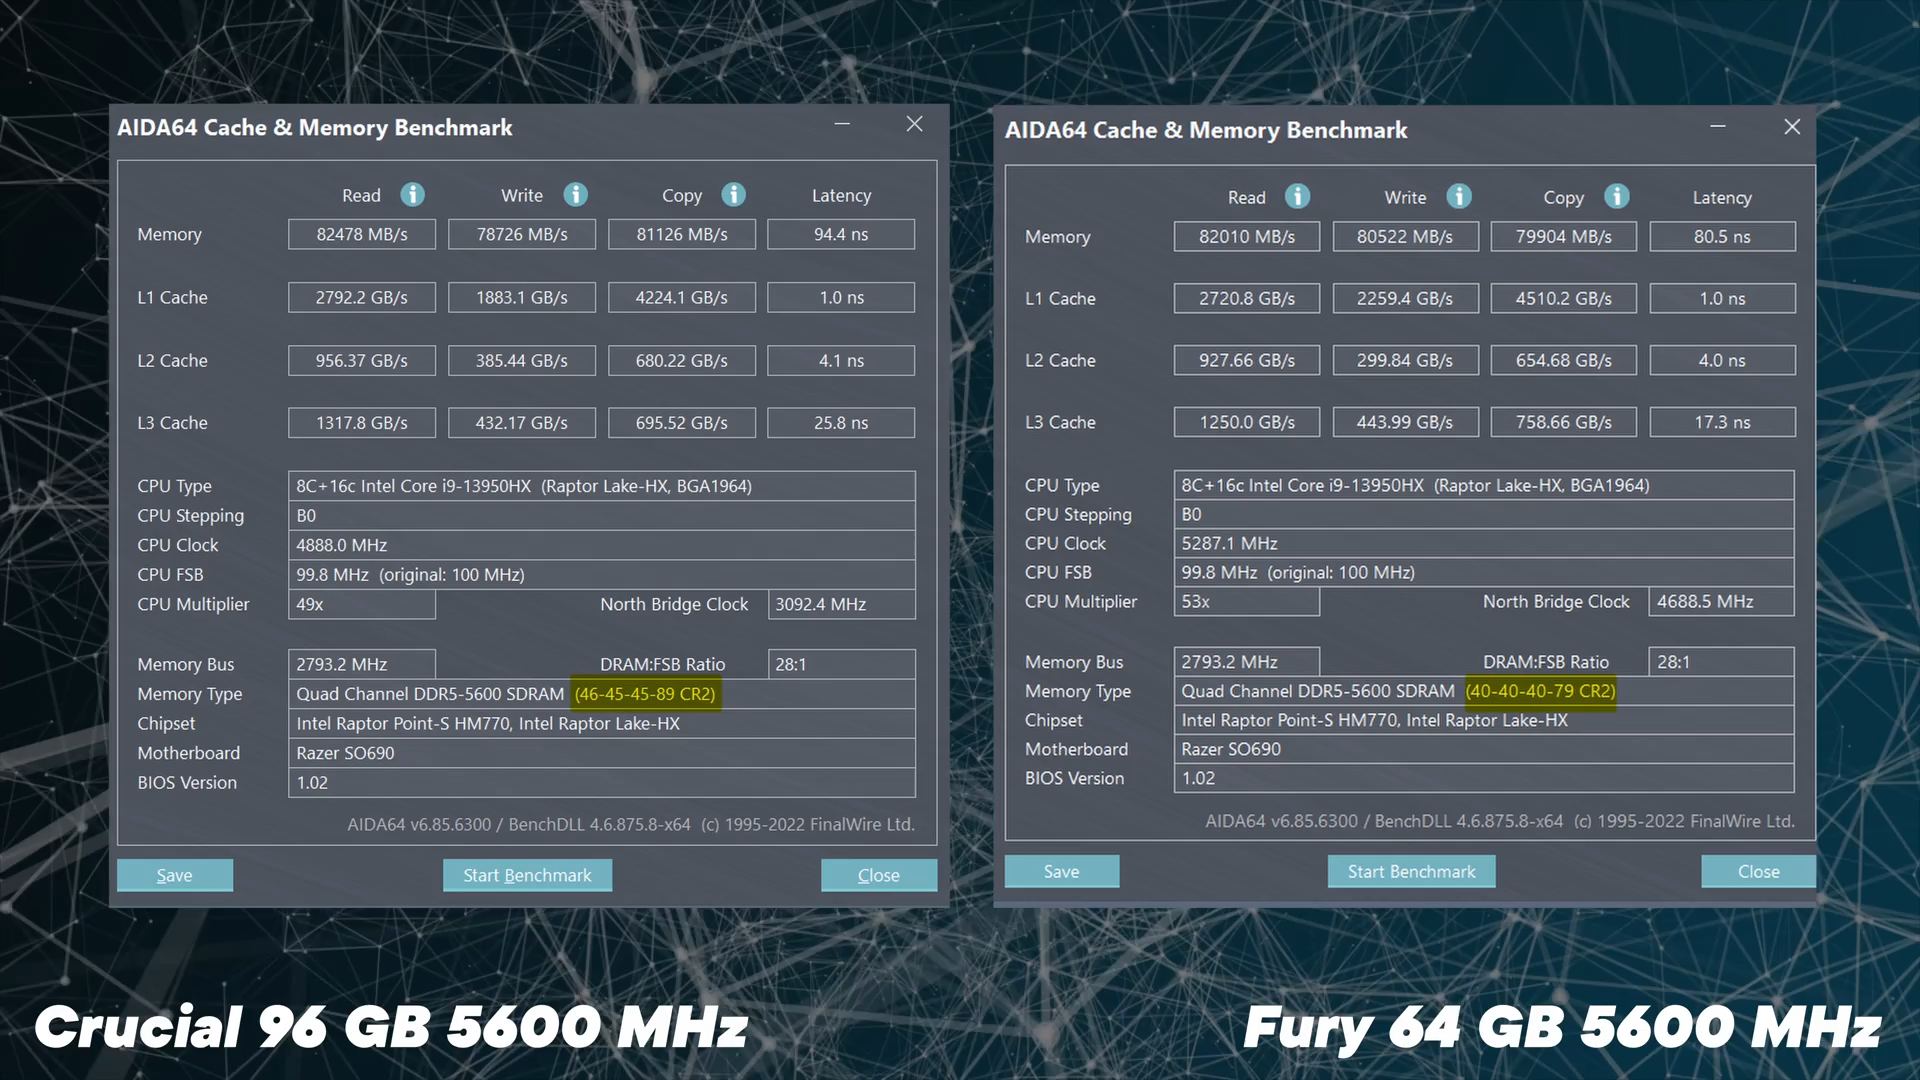 AIDA64 Cache & Memory Benchmark
Read Write Copy Latency
Memory 82478 MB/s 78726 MB/s 81126 MB/s 94.4 ns
L1 Cache 2792.2 GB/s 1883.1 GB/s 4224.1 GB/s 1.0 ns
L2 Cache 956.37 GB/s 385.44 GB/s 680.22 GB/s 4.1 ns
L3 Cache 1317.8 GB/s 432.17 GB/s 695.52 GB/s 25.8 ns
CPU Type 8C+16c Intel Core i9-13950HX (Raptor Lake-HX, BGA1964)
CPU Stepping B0
CPU Clock 4888.0 MHz
CPU FSB 99.8 MHz (original: 100 MHz)
CPU Multiplier 49x North Bridge Clock 3092.4 MHz
Memory Bus 2793.2 MHz DRAM:FSB Ratio 28:1
Memory Type Quad Channel DDR5-5600 SDRAM (46-45-45-89 CR2)
Chipset Intel Raptor Point-S HM770, Intel Raptor Lake-HX
Motherboard Razer SO690
BIOS Version 1.02
AIDA64 v6.85.6300 / BenchDLL 4.6.875.8-x64 (c) 1995-2022 FinalWire Ltd.
Save Start Benchmark Close
AIDA64 Cache & Memory Benchmark
Read Write Copy Latency
Memory 82010 MB/s 80522 MB/s 79904 MB/s 80.5 ns
L1 Cache 2720.8 GB/s 2259.4 GB/s 4510.2 GB/s 1.0 ns
L2 Cache 927.66 GB/s 299.84 GB/s 654.68 GB/s 4.0 ns
L3 Cache 1250.0 GB/s 443.99 GB/s 758.66 GB/s 17.3 ns
CPU Type 8C+16c Intel Core i9-13950HX (Raptor Lake-HX, BGA1964)
CPU Stepping B0
CPU Clock 5287.1 MHz
CPU FSB 99.8 MHz (original: 100 MHz)
CPU Multiplier 53x North Bridge Clock 4688.5 MHz
Memory Bus 2793.2 MHz DRAM:FSB Ratio 28:1
Memory Type Quad Channel DDR5-5600 SDRAM (40-40-40-79 CR2)
Chipset Intel Raptor Point-S HM770, Intel Raptor Lake-HX
Motherboard Razer SO690
BIOS Version 1.02
AIDA64 v6.85.6300 / BenchDLL 4.6.875.8-x64 (c) 1995-2022 FinalWire Ltd.
Save Start Benchmark Close
Crucial 96 GB 5600 MHz
Fury 64 GB 5600 MHz